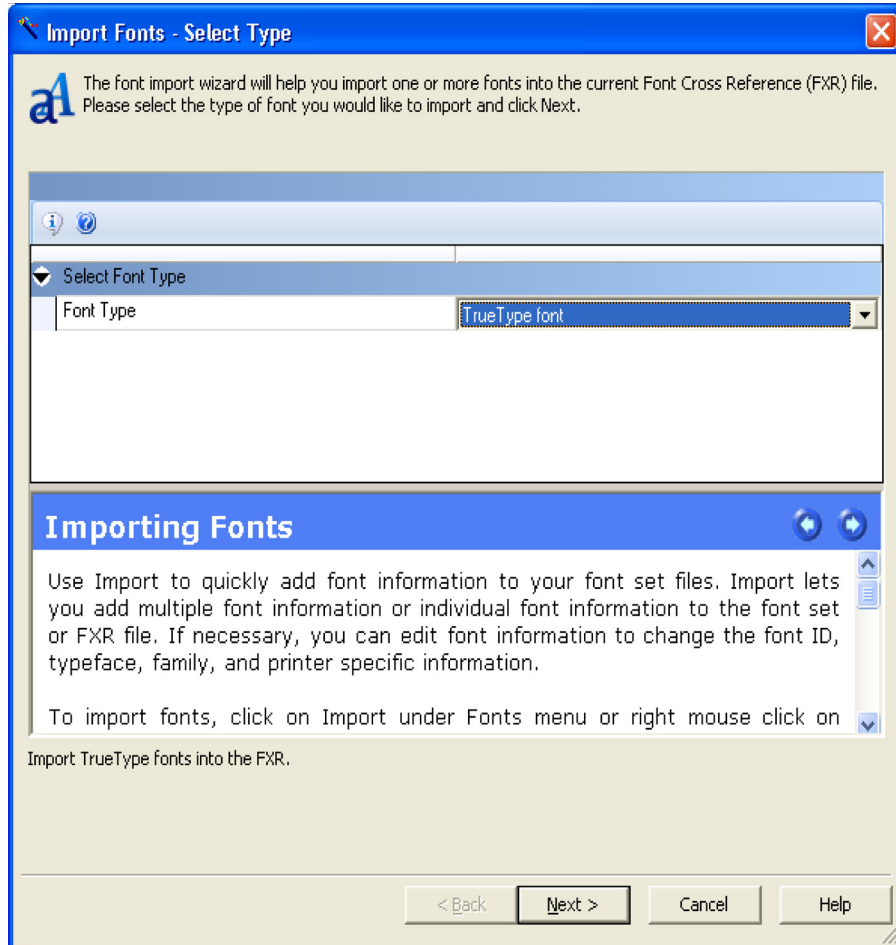 Import Fonts - Select Type
The font import wizard will help you import one or more fonts into the current Font Cross Reference (FXR) file.
Please select the type of font you would like to import and click Next.
Select Font Type
Font Type
TrueType font
Importing Fonts
Use Import to quickly add font information to your font set files. Import lets
you add multiple font information or individual font information to the font set
or FXR file. If necessary, you can edit font information to change the font ID,
typeface, family, and printer specific information.
To import fonts, click on Import under Fonts menu or right mouse click on
Import TrueType fonts into the FXR.
< Back
Next >
Cancel
Help